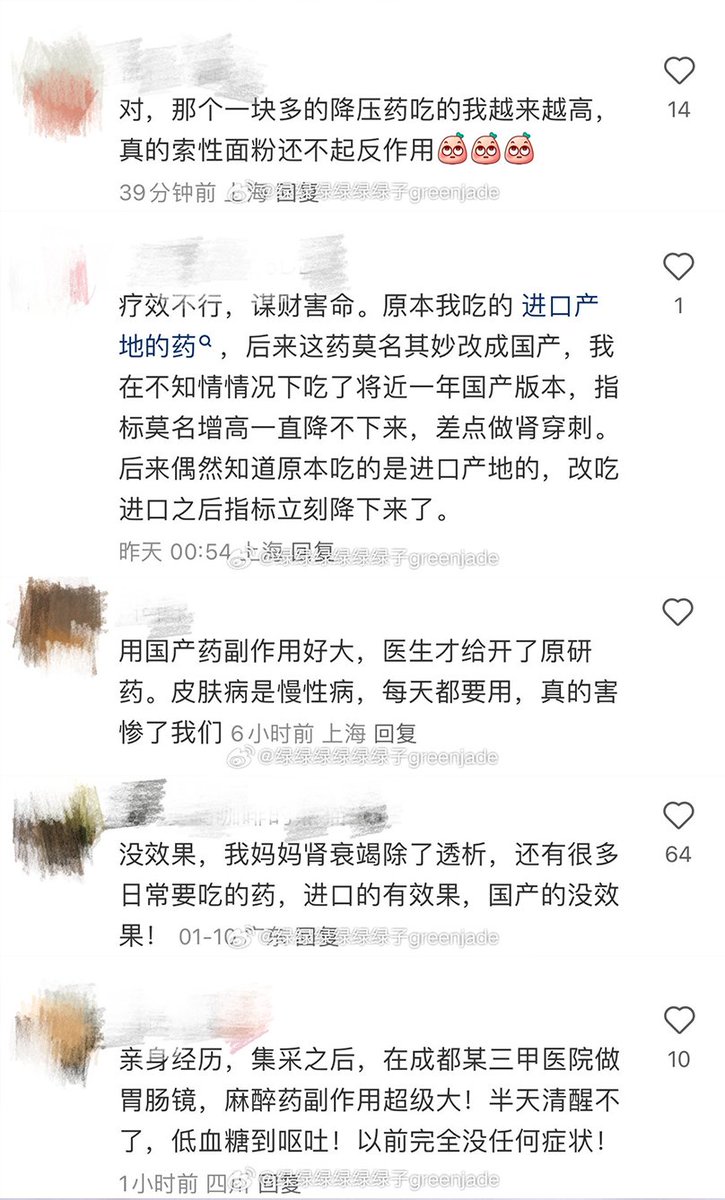 对，那个一块多的降压药吃的我越来越高，
真的索性面粉还不起反作用
39分钟前 上海 回复
@绿绿绿绿绿绿子greenjade
14
疗效不行，谋财害命。原本我吃的 进口产
地的药，后来这药莫名其妙改成国产，我
在不知情情况下吃了将近一年国产版本，指
标莫名增高一直降不下来，差点做肾穿刺。
后来偶然知道原本吃的是进口产地的，改吃
进口之后指标立刻降下来了。
昨天 00:54 上海 回复
@绿绿绿绿绿绿子greenjade
1
用国产药副作用好大，医生才给开了原研
药。皮肤病是慢性病，每天都要用，真的害
惨了我们 6小时前 上海 回复
@绿绿绿绿绿绿子greenjade
没效果，我妈妈肾衰竭除了透析，还有很多
日常要吃的药，进口的有效果，国产的没效
果！ 01-10 广东 回复
@绿绿绿绿绿绿子greenjade
64
亲身经历，集采之后，在成都某三甲医院做
胃肠镜，麻醉药副作用超级大！半天清醒不
了，低血糖到呕吐！以前完全没任何症状！
1小时前 四川 回复
@绿绿绿绿绿绿子greenjade
10